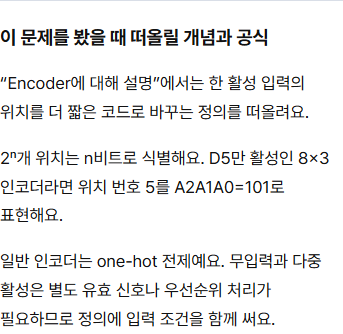 이 문제를 봤을 때 떠올릴 개념과 공식
“Encoder에 대해 설명”에서는 한 활성 입력의
위치를 더 짧은 코드로 바꾸는 정의를 떠올려요.
2ⁿ개 위치는 n비트로 식별해요. D5만 활성인 8×3
인코더라면 위치 번호 5를 A2A1A0=101로
표현해요.
일반 인코더는 one-hot 전제예요. 무입력과 다중
활성은 별도 유효 신호나 우선순위 처리가
필요하므로 정의에 입력 조건을 함께 써요.